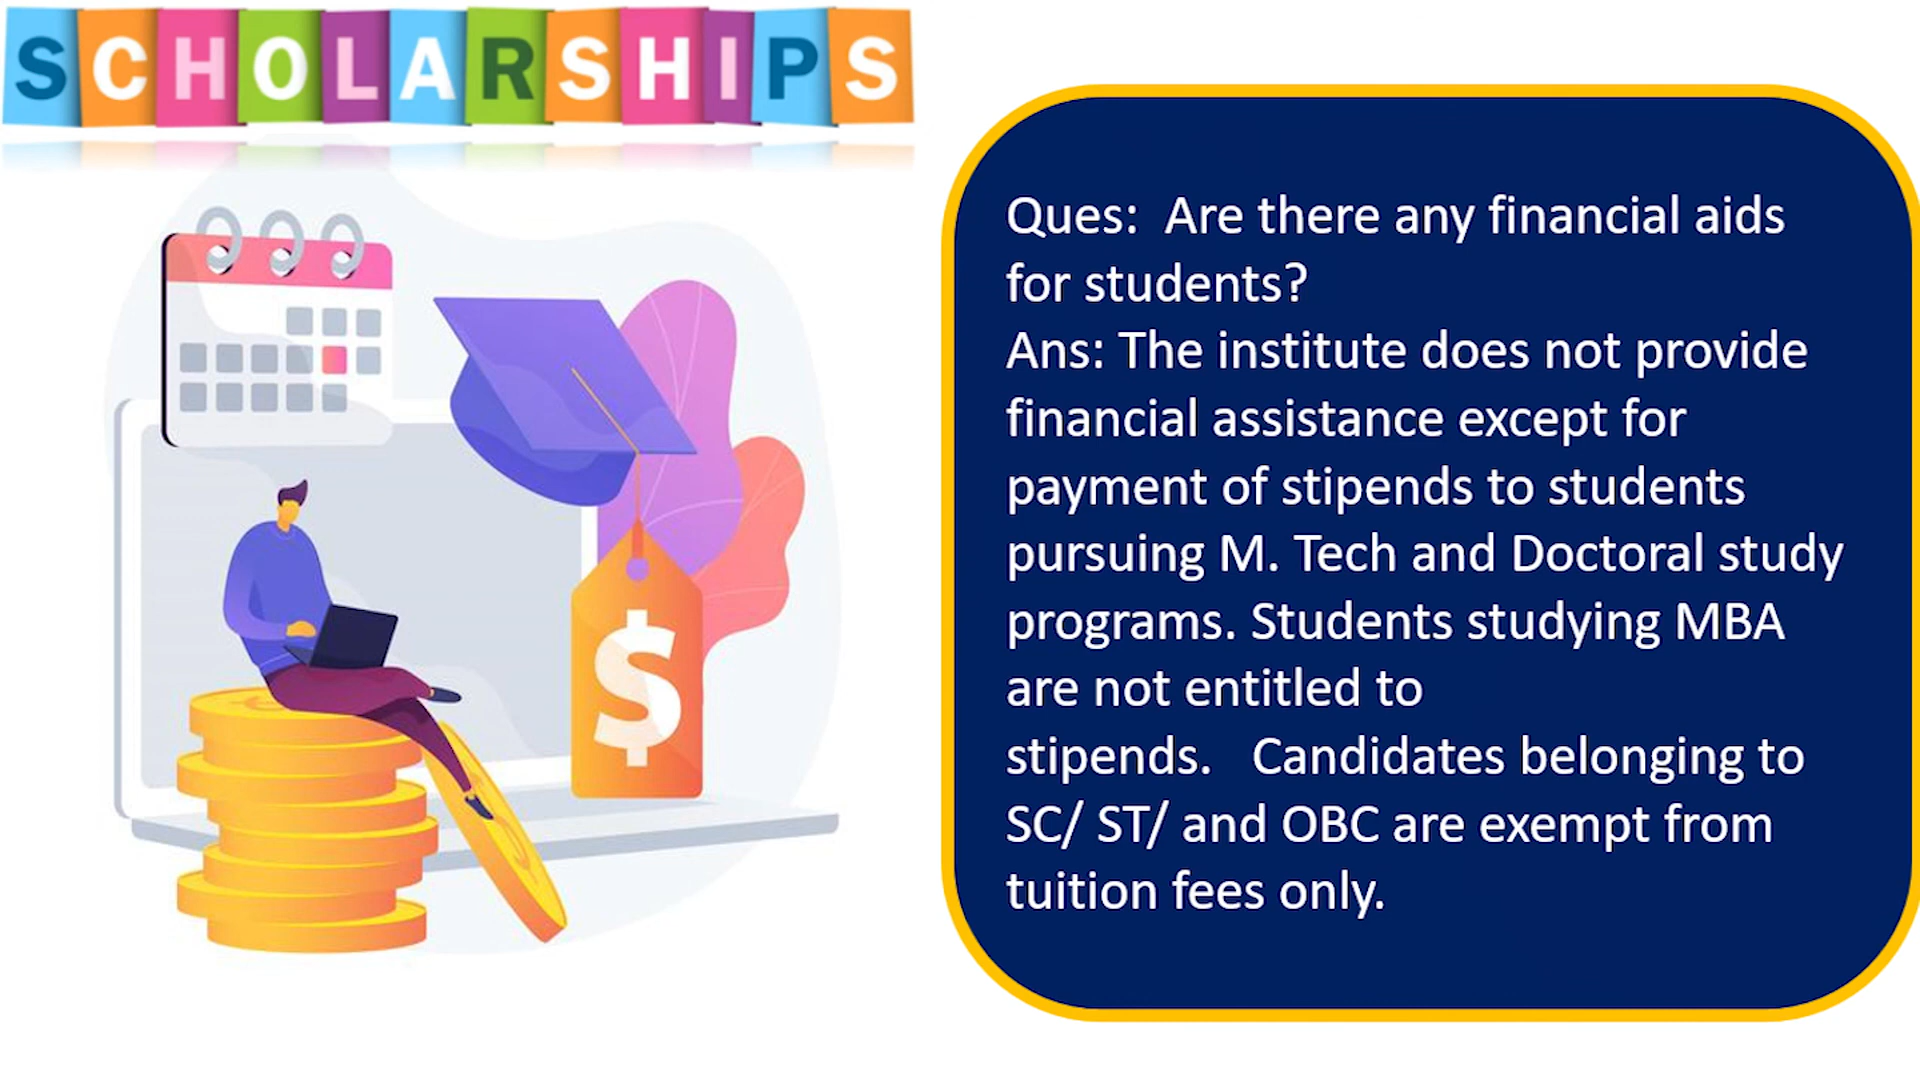 SCHOLARSHIPS
Ques:  Are there any financial aids
for students?
Ans: The institute does not provide
financial assistance except for
payment of stipends to students
pursuing M. Tech and Doctoral study
programs. Students studying MBA
are not entitled to
stipends.   Candidates belonging to
SC/ ST/ and OBC are exempt from
tuition fees only.
$